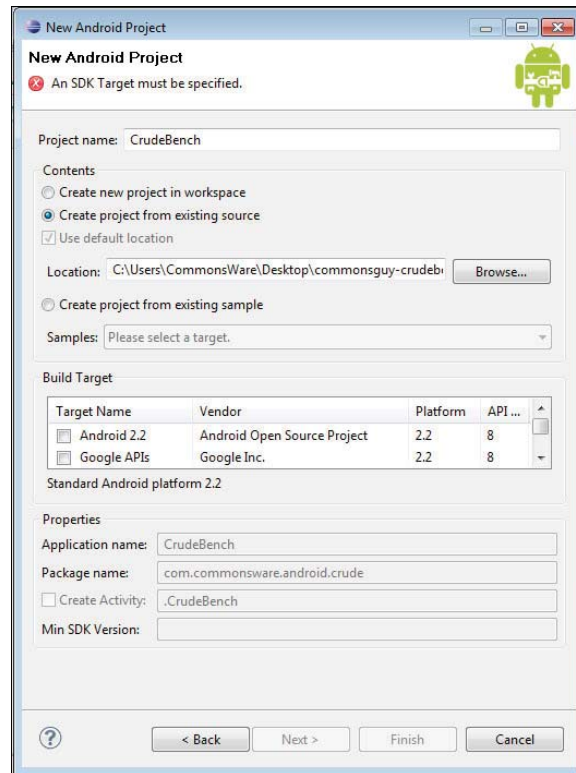 New Android Project
New Android Project
An SDK Target must be specified.
Project name: CrudeBench
Contents
Create new project in workspace
Create project from existing source
Use default location
Location: C:\Users\CommonsWare\Desktop\commonsguy-crudeb
Browse...
Create project from existing sample
Samples: Please select a target.
Build Target
Target Name Vendor Platform API ...
Android 2.2 Android Open Source Project 2.2 8
Google APIs Google Inc. 2.2 8
Standard Android platform 2.2
Properties
Application name: CrudeBench
Package name: com.commonsware.android.crude
Create Activity: .CrudeBench
Min SDK Version:
? < Back Next > Finish Cancel